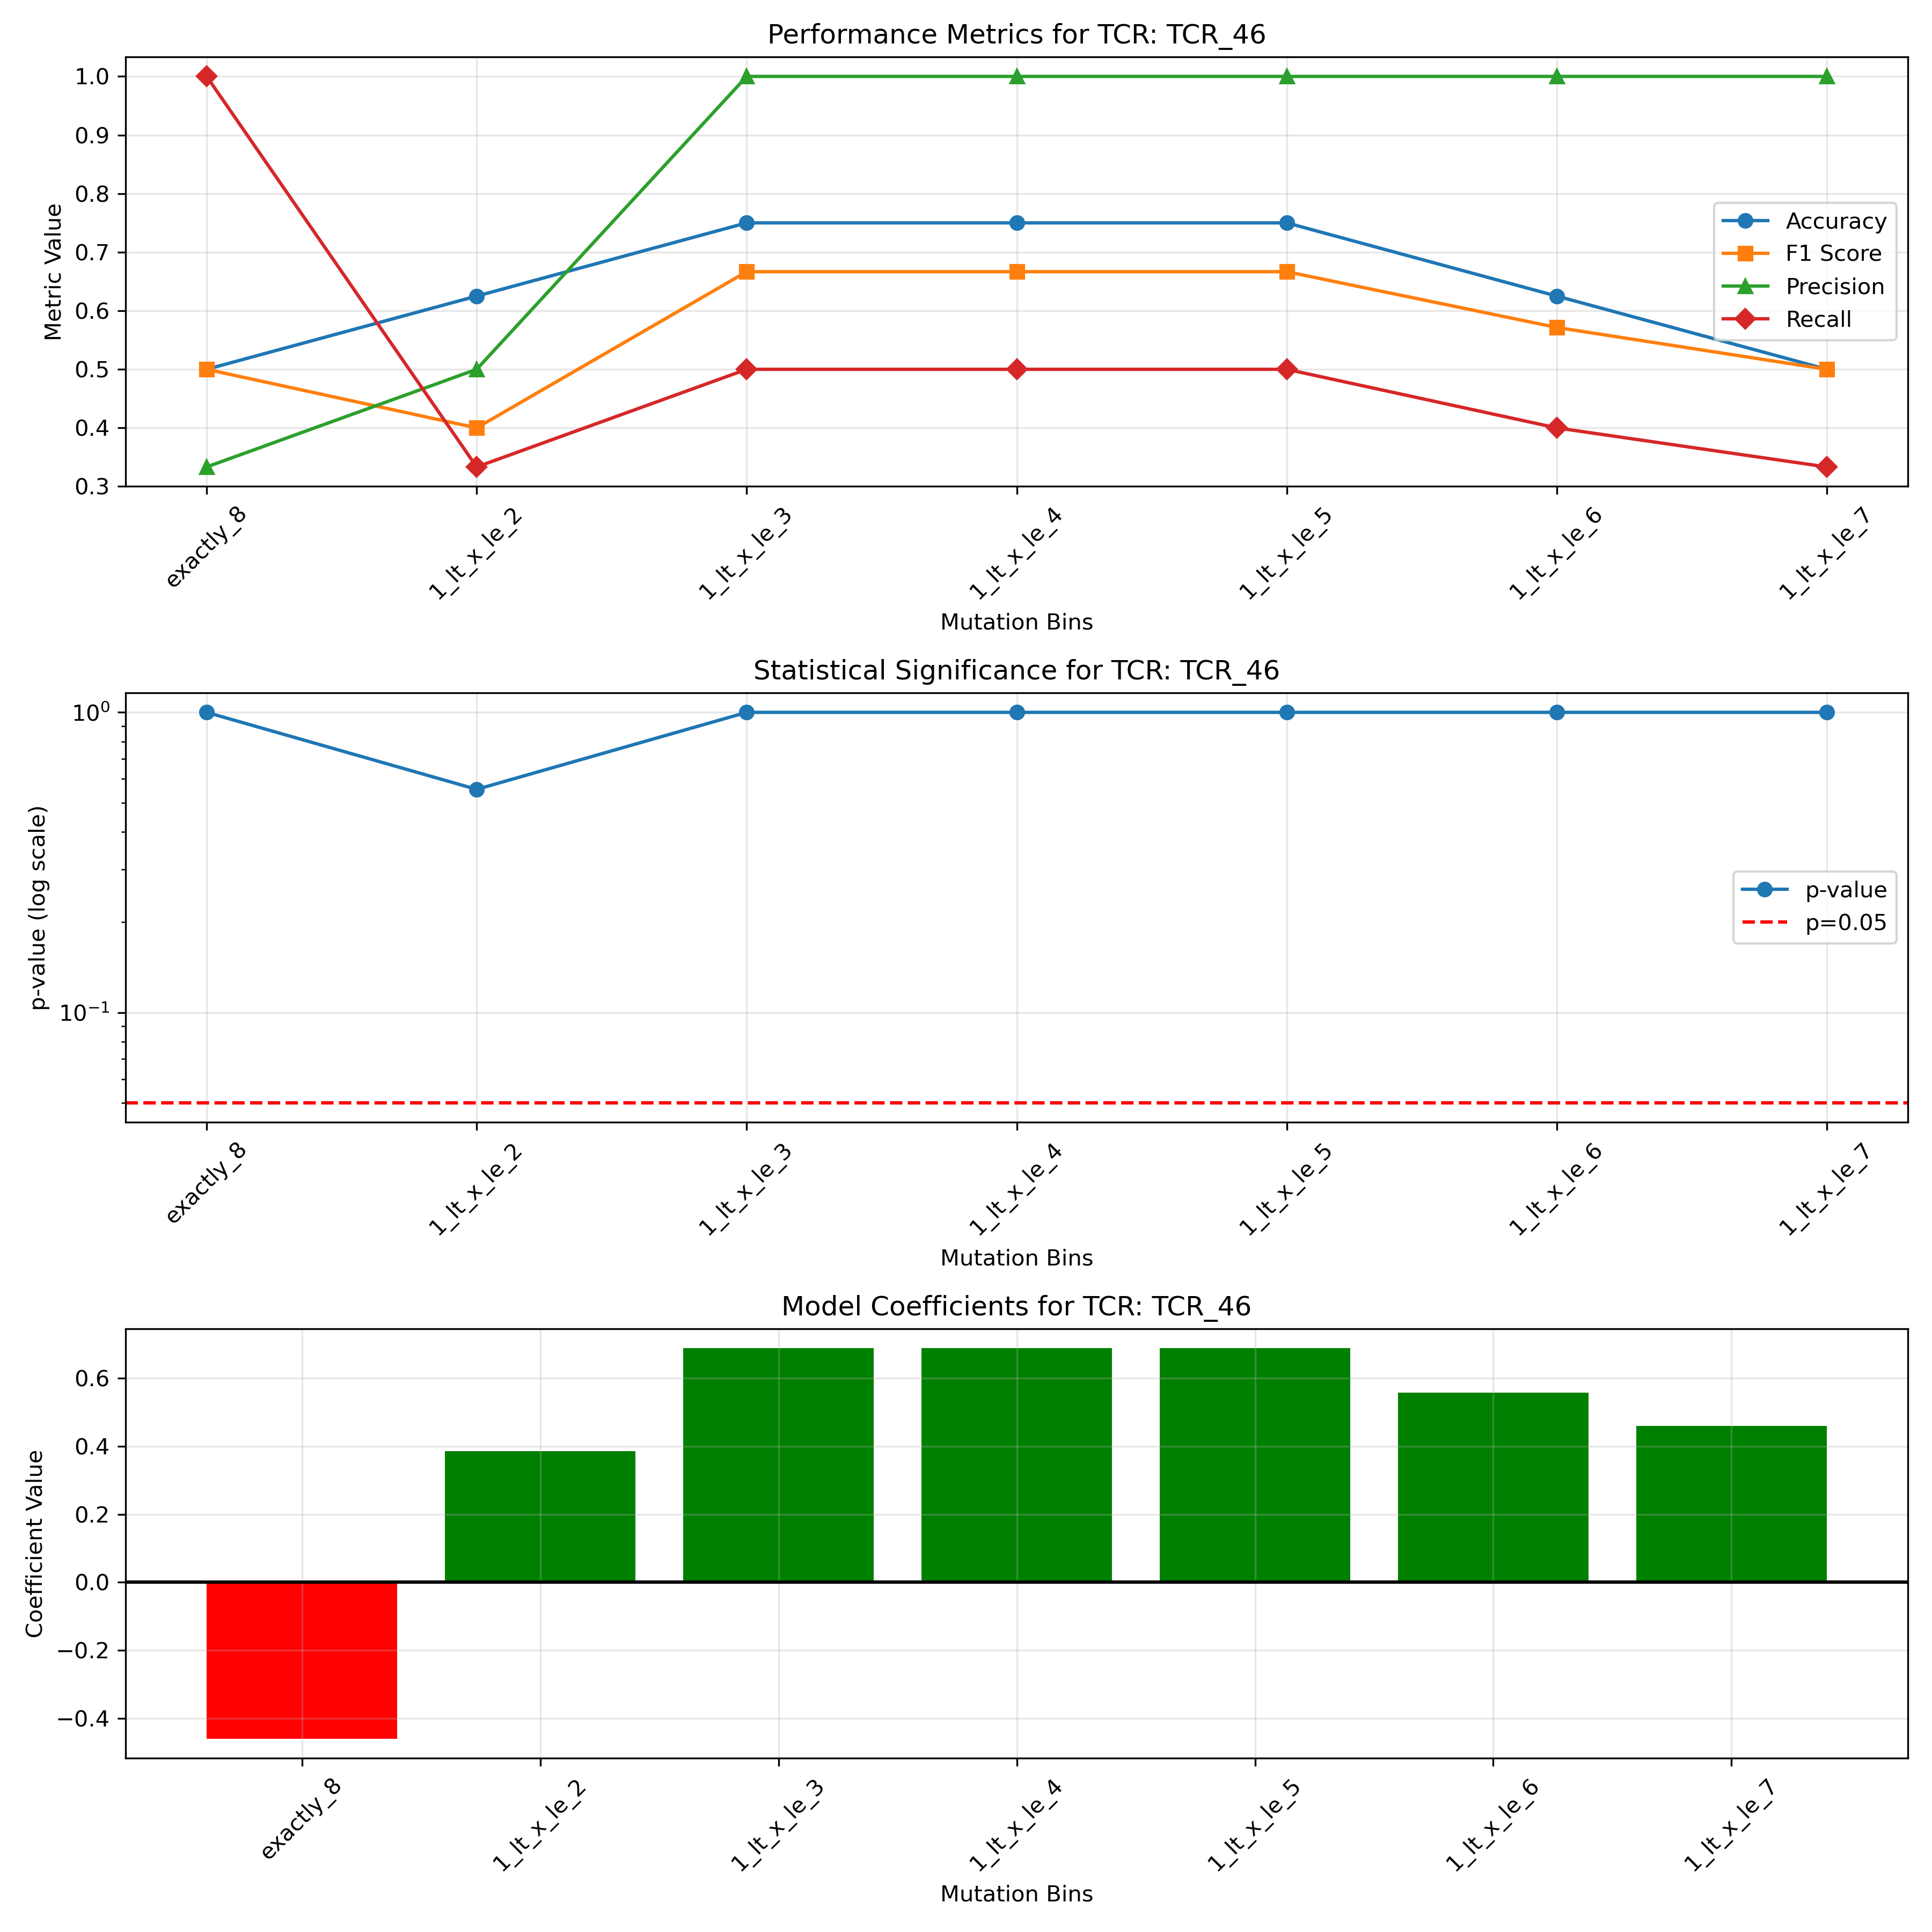 Performance Metrics for TCR: TCR_46
Metric Value
1.0
0.9
0.8
0.7
0.6
0.5
0.4
0.3
Accuracy
F1 Score
Precision
Recall
exactly_8
1_lt_x_le_2
1_lt_x_le_3
1_lt_x_le_4
1_lt_x_le_5
1_lt_x_le_6
1_lt_x_le_7
Mutation Bins
Statistical Significance for TCR: TCR_46
p-value (log scale)
10⁰
10⁻¹
p-value
p=0.05
exactly_8
1_lt_x_le_2
1_lt_x_le_3
1_lt_x_le_4
1_lt_x_le_5
1_lt_x_le_6
1_lt_x_le_7
Mutation Bins
Model Coefficients for TCR: TCR_46
Coefficient Value
0.6
0.4
0.2
0.0
−0.2
−0.4
exactly_8
1_lt_x_le_2
1_lt_x_le_3
1_lt_x_le_4
1_lt_x_le_5
1_lt_x_le_6
1_lt_x_le_7
Mutation Bins